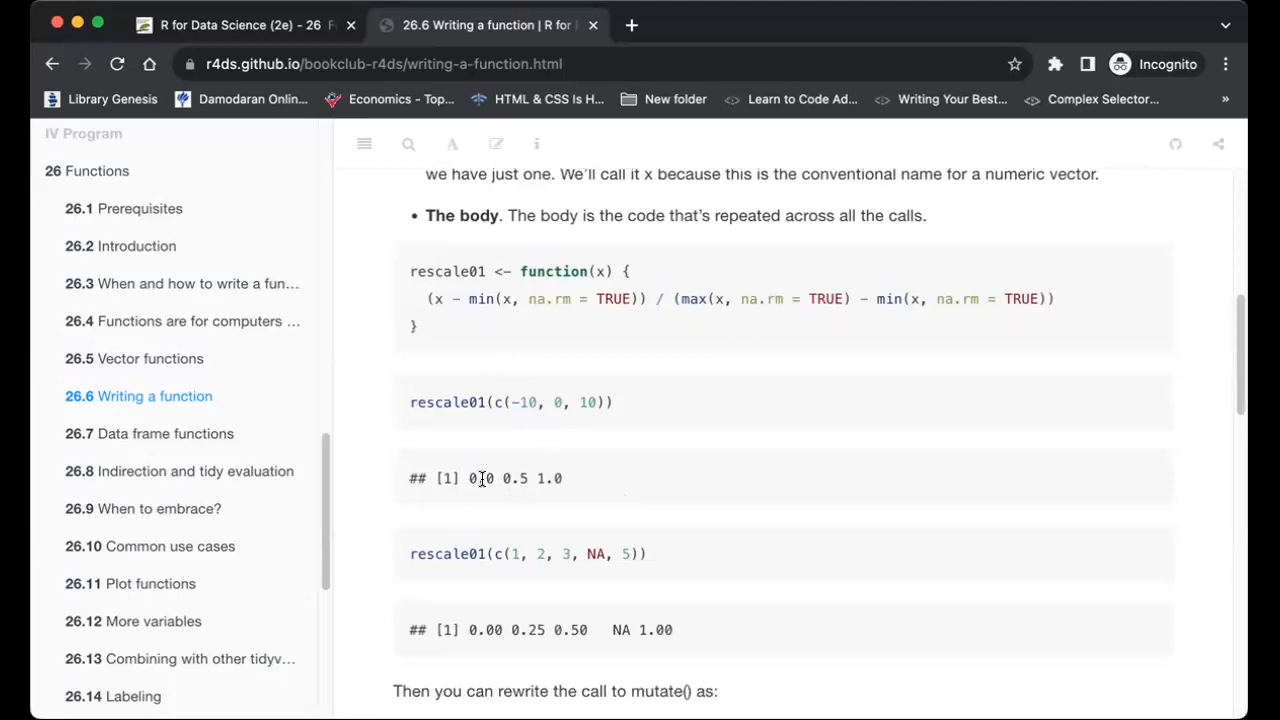 R for Data Science (2e) - 26 F
26.6 Writing a function | R for
r4ds.github.io/bookclub-r4ds/writing-a-function.html
Incognito
Library Genesis
Damodaran Onlin...
Economics - Top...
HTML & CSS Is H...
New folder
Learn to Code Ad...
Writing Your Best...
Complex Selector...
»
IV Program
26 Functions
26.1 Prerequisites
26.2 Introduction
26.3 When and how to write a fun...
26.4 Functions are for computers ...
26.5 Vector functions
26.6 Writing a function
26.7 Data frame functions
26.8 Indirection and tidy evaluation
26.9 When to embrace?
26.10 Common use cases
26.11 Plot functions
26.12 More variables
26.13 Combining with other tidyv...
26.14 Labeling
we have just one. We'll call it x because this is the conventional name for a numeric vector.
• The body. The body is the code that's repeated across all the calls.
rescale01 <- function(x) {
(x - min(x, na.rm = TRUE)) / (max(x, na.rm = TRUE) - min(x, na.rm = TRUE))
}
rescale01(c(-10, 0, 10))
## [1] 0.0 0.5 1.0
rescale01(c(1, 2, 3, NA, 5))
## [1] 0.00 0.25 0.50   NA 1.00
Then you can rewrite the call to mutate() as: